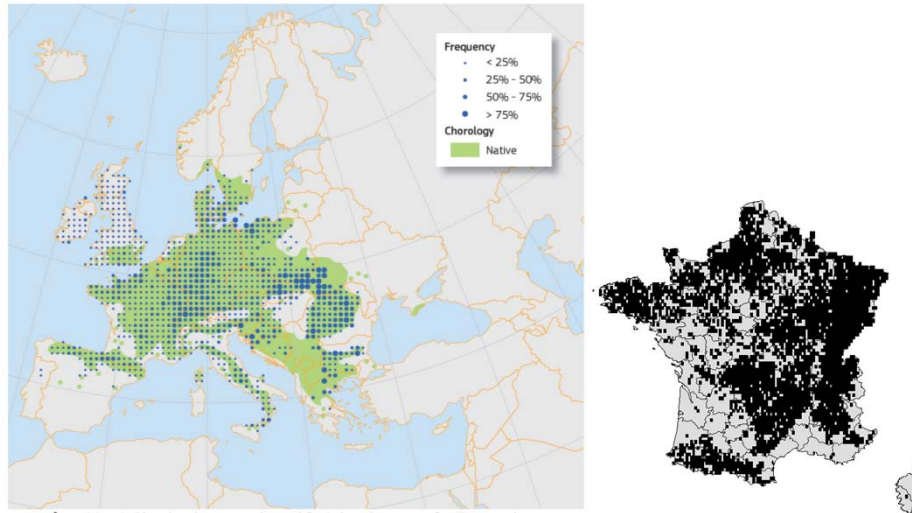 Frequency
< 25%
25% - 50%
50% - 75%
> 75%
Chorology
Native